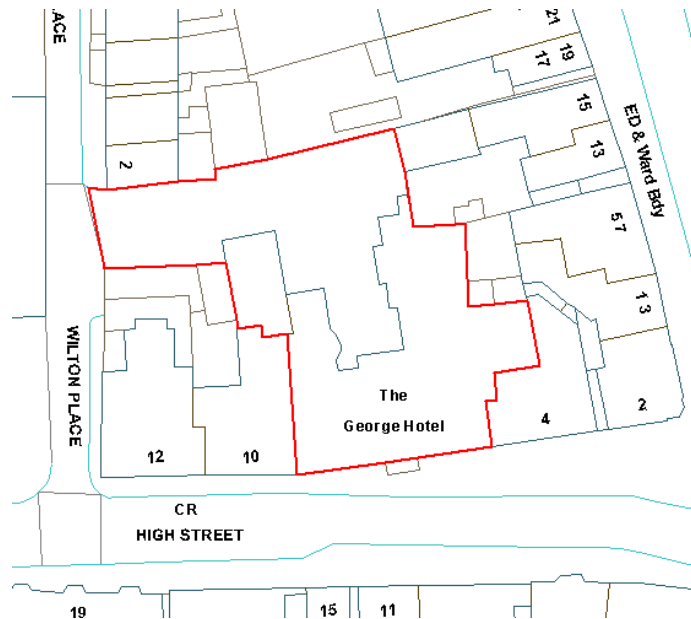 PLACE
21
19
17
15
ED & Ward Bdy
13
2
57
13
WILTON PLACE
The
George Hotel
4
2
12
10
CR
HIGH STREET
19
15
11